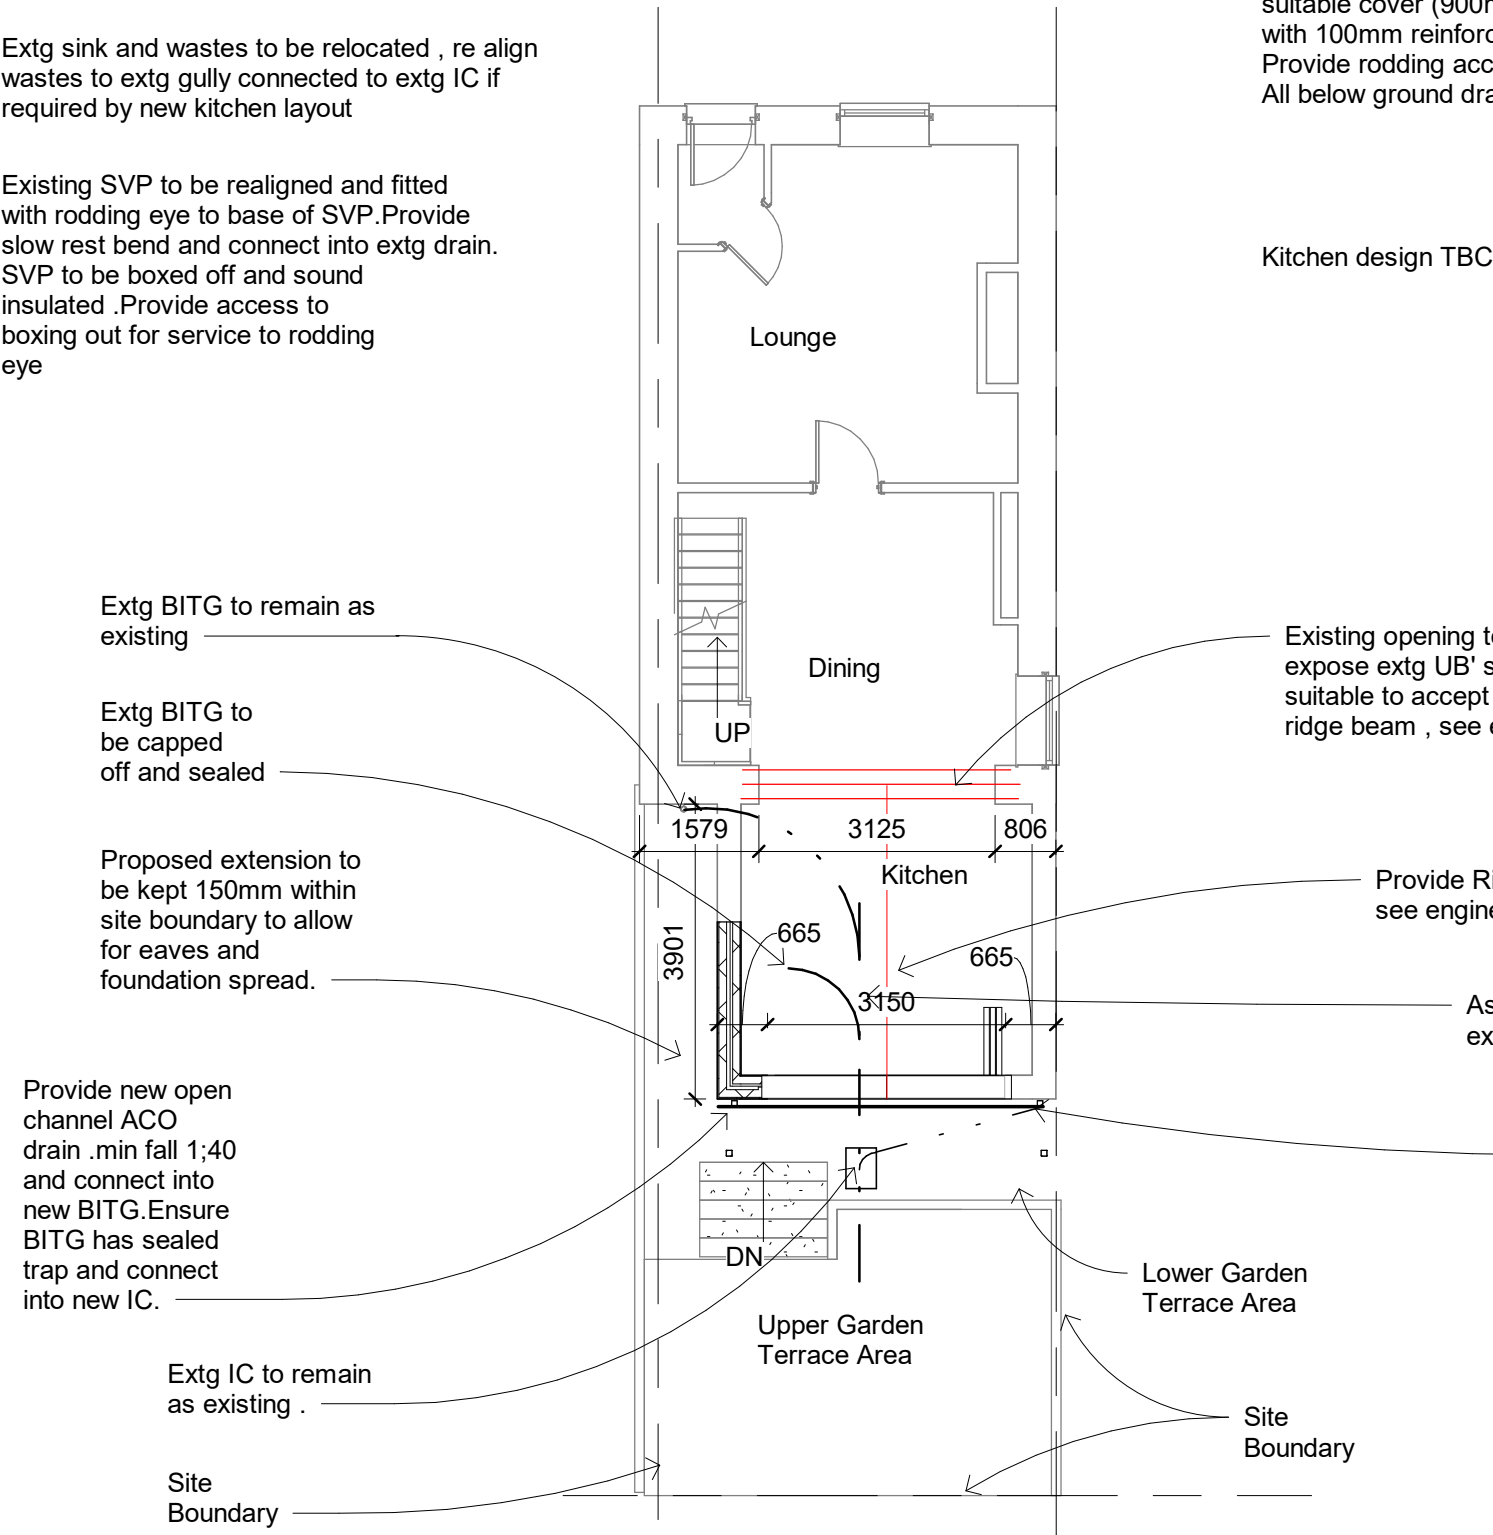 Extg sink and wastes to be relocated , re align
wastes to extg gully connected to extg IC if
required by new kitchen layout
Existing SVP to be realigned and fitted
with rodding eye to base of SVP.Provide
slow rest bend and connect into extg drain.
SVP to be boxed off and sound
insulated .Provide access to
boxing out for service to rodding
eye
suitable cover
with 100mm
Provide rodding
All below ground
Kitchen design TBC
Lounge
Extg BITG to remain as
existing
Extg BITG to
be capped
off and sealed
Dining
UP
Existing opening
expose extg UB' s
suitable to accept
ridge beam , see
1579
3125
806
Kitchen
Proposed extension to
be kept 150mm within
site boundary to allow
for eaves and
foundation spread.
Provide
see
3901
665
665
3150
Provide new open
channel ACO
drain .min fall 1;40
and connect into
new BITG.Ensure
BITG has sealed
trap and connect
into new IC.
DN
Lower Garden
Terrace Area
Upper Garden
Terrace Area
Extg IC to remain
as existing .
Site
Boundary
Site
Boundary